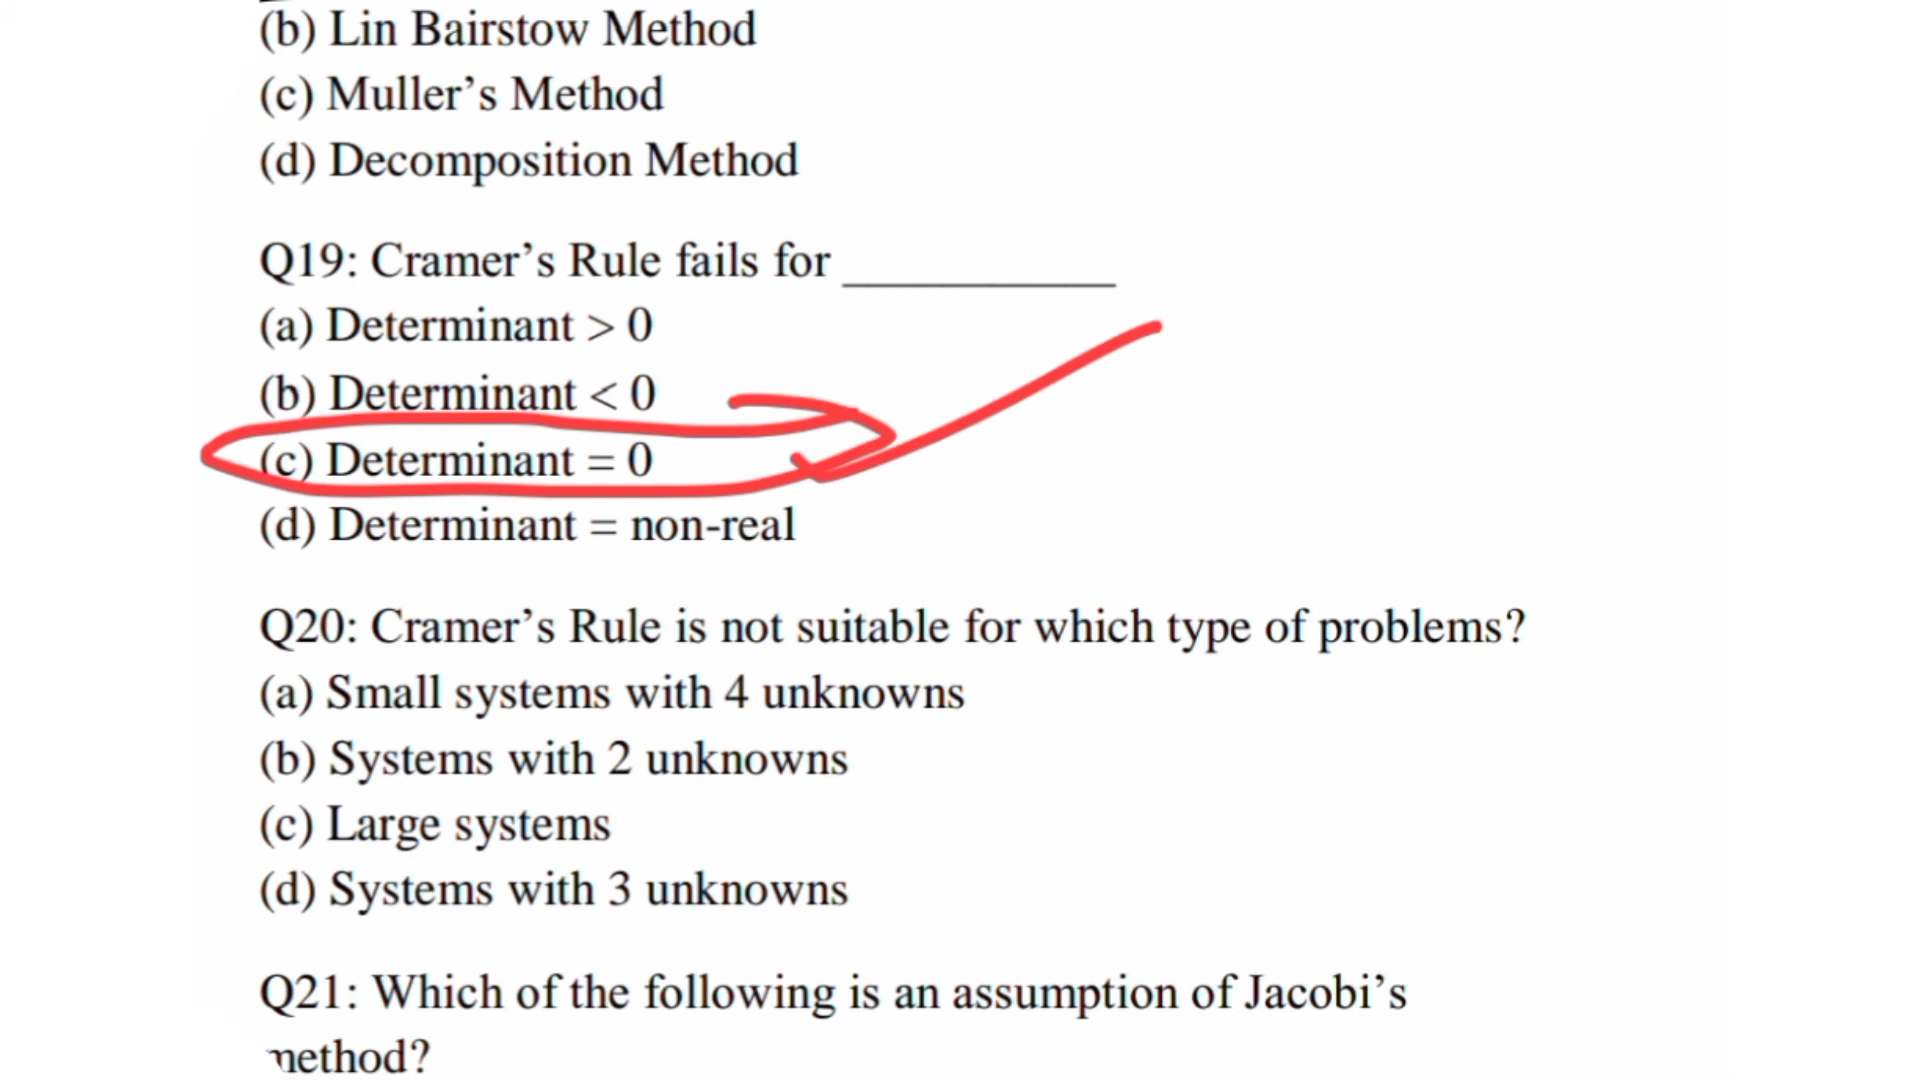 (b) Lin Bairstow Method
(c) Muller’s Method
(d) Decomposition Method
Q19: Cramer’s Rule fails for ___________
(a) Determinant > 0
(b) Determinant < 0
(c) Determinant = 0
(d) Determinant = non-real
Q20: Cramer’s Rule is not suitable for which type of problems?
(a) Small systems with 4 unknowns
(b) Systems with 2 unknowns
(c) Large systems
(d) Systems with 3 unknowns
Q21: Which of the following is an assumption of Jacobi’s
method?